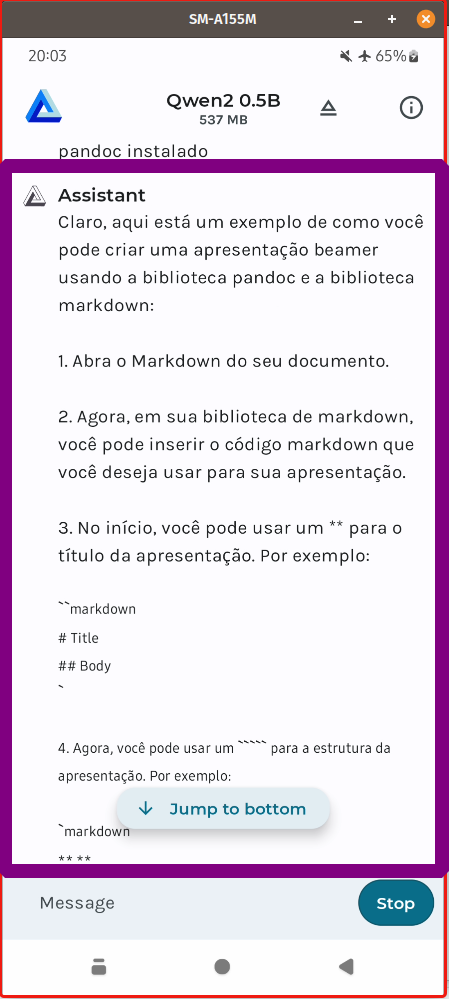 SM-A155M
20:03
65%
Qwen2 0.5B
537 MB
pandoc instalado
Assistant
Claro, aqui está um exemplo de como você
pode criar uma apresentação beamer
usando a biblioteca pandoc e a biblioteca
markdown:
1. Abra o Markdown do seu documento.
2. Agora, em sua biblioteca de markdown,
você pode inserir o código markdown que
você deseja usar para sua apresentação.
3. No início, você pode usar um ** para o
título da apresentação. Por exemplo:
``markdown
# Title
## Body
`
4. Agora, você pode usar um ````` para a estrutura da
apresentação. Por exemplo:
Jump to bottom
`markdown
** **
Message
Stop